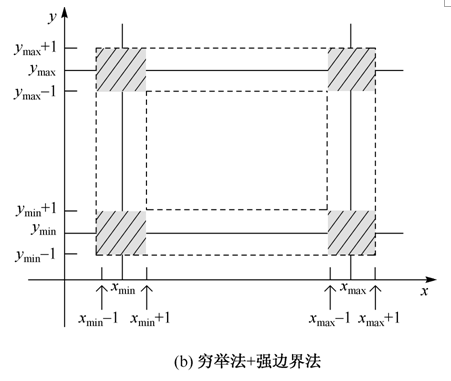 y
y_max+1
y_max
y_max−1
y_min+1
y_min
y_min−1
x_min x_max x
x_min−1 x_min+1 x_max−1 x_max+1
(b) 穷举法+强边界法